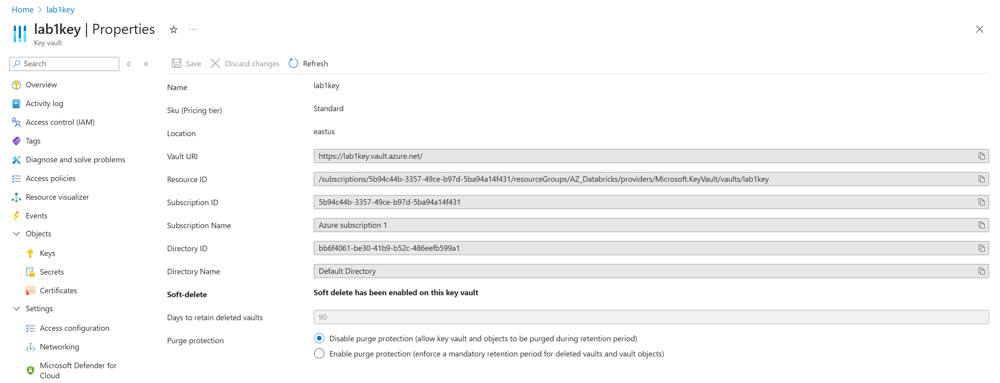 Home > lab1key
lab1key | Properties
Key vault
Search
Save Discard changes Refresh
Overview
Activity log
Access control (IAM)
Tags
Diagnose and solve problems
Access policies
Resource visualizer
Events
Objects
Keys
Secrets
Certificates
Settings
Access configuration
Networking
Microsoft Defender for
Cloud
Name lab1key
Sku (Pricing tier) Standard
Location eastus
Vault URI https://lab1key.vault.azure.net/
Resource ID /subscriptions/5b94c44b-3357-49ce-b97d-5ba94a14f431/resourceGroups/AZ_Databricks/providers/Microsoft.KeyVault/vaults/lab1key
Subscription ID 5b94c44b-3357-49ce-b97d-5ba94a14f431
Subscription Name Azure subscription 1
Directory ID bb6f4061-be30-41b9-b52c-486eefb599a1
Directory Name Default Directory
Soft-delete Soft delete has been enabled on this key vault
Days to retain deleted vaults 90
Purge protection Disable purge protection (allow key vault and objects to be purged during retention period)
Enable purge protection (enforce a mandatory retention period for deleted vaults and vault objects)